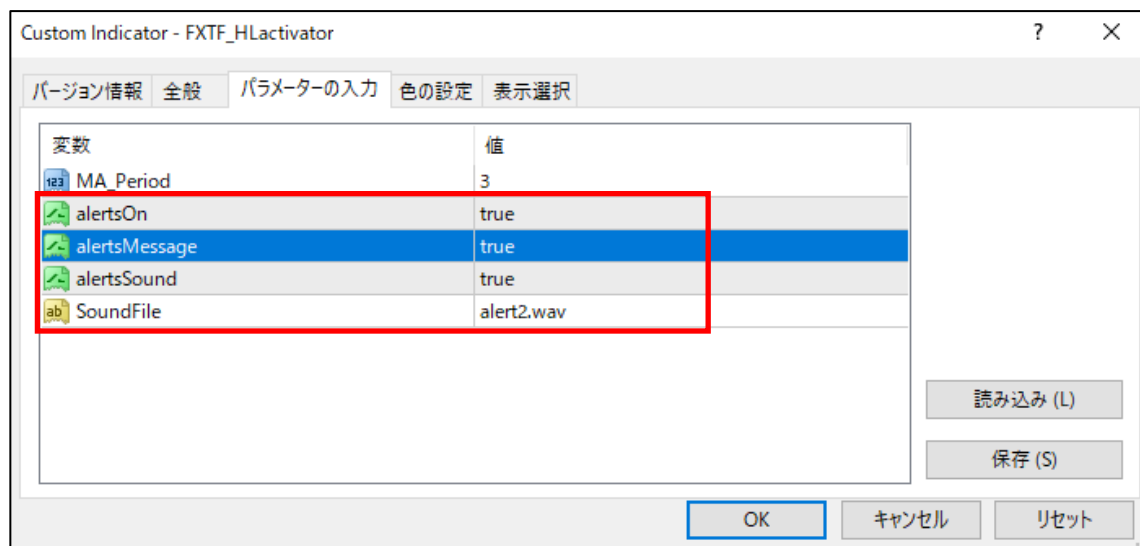 Custom Indicator - FXTF_HLactivator ?
バージョン情報 全般 パラメーターの入力 色の設定 表示選択
変数 値
123 MA_Period 3
alertsOn true
alertsMessage true
alertsSound true
ab SoundFile alert2.wav
読み込み (L)
保存 (S)
OK キャンセル リセット